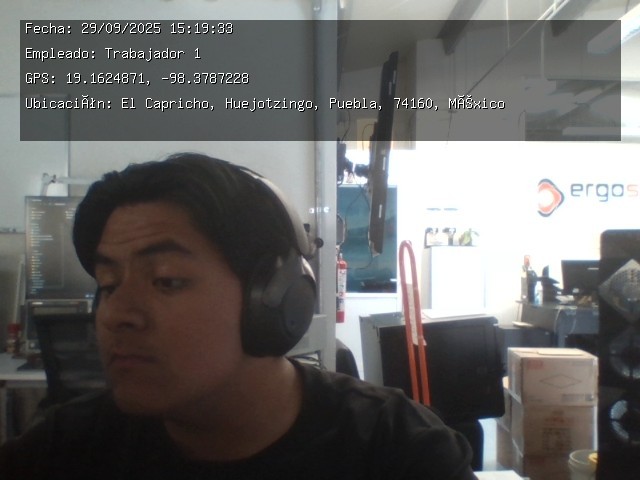 Fecha: 29/09/2025 15:19:33
Empleado: Trabajador 1
GPS: 19.1624871, -98.3787228
UbicaciÅłn: El Capricho, Huejotzingo, Puebla, 74160, MÃ©xico
ergos